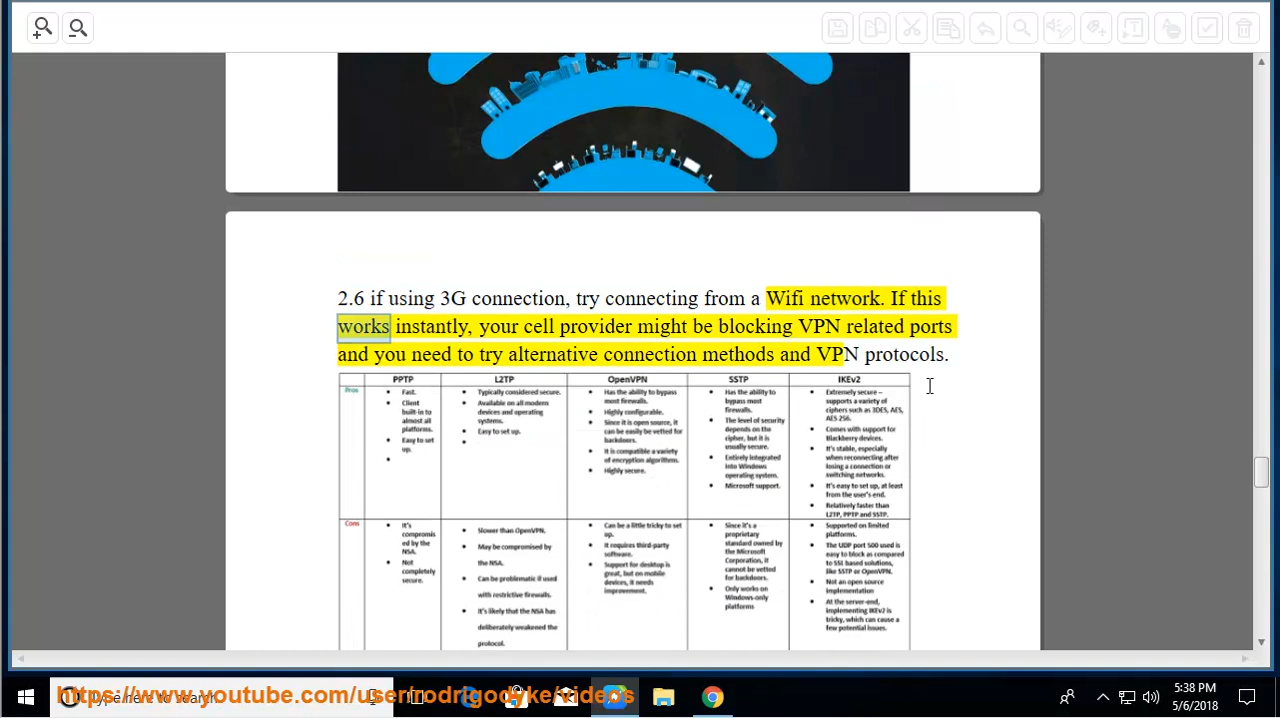 2.6 if using 3G connection, try connecting from a Wifi network. If this
works instantly, your cell provider might be blocking VPN related ports
and you need to try alternative connection methods and VPN protocols.
PPTP L2TP OpenVPN SSTP IKEv2
Pros
Fast.
Client
built-in to
almost all
platforms.
Easy to set
up.
Typically considered secure.
Available on all modern
devices and operating
systems.
Easy to set up.
Has the ability to bypass
most firewalls.
Highly configurable.
Since it is open source, it
can be easily be vetted for
backdoors.
It is compatible a variety
of encryption algorithms.
Highly secure.
Has the ability to
bypass most
firewalls.
The level of security
depends on the
cipher, but it is
usually secure.
Entirely integrated
into Windows
operating system.
Microsoft support.
Extremely secure –
supports a variety of
ciphers such as 3DES, AES,
AES 256.
Comes with support for
Blackberry devices.
It's stable, especially
when reconnecting after
losing a connection or
switching networks.
It's easy to set up, at least
from the user's end.
Relatively faster than
L2TP, PPTP and SSTP.
Cons
It's
compromis
ed by the
NSA.
Not
completely
secure.
Slower than OpenVPN.
May be compromised by
the NSA.
Can be problematic if used
with restrictive firewalls.
It's likely that the NSA has
deliberately weakened the
protocol.
Can be a little tricky to set
up.
It requires third-party
software.
Support for desktop is
great, but on mobile
devices, it needs
improvement.
Since it's a
proprietary
standard owned by
the Microsoft
Corporation, it
cannot be vetted
for backdoors.
Only works on
Windows-only
platforms
Supported on limited
platforms.
The UDP port 500 used is
easy to block as compared
to SSL based solutions,
like SSTP or OpenVPN.
Not an open source
implementation
At the server-end,
implementing IKEv2 is
tricky, which can cause a
few potential issues.
Type here to search
https://www.youtube.com/user/rodrigodyke/videos
5:38 PM
5/6/2018